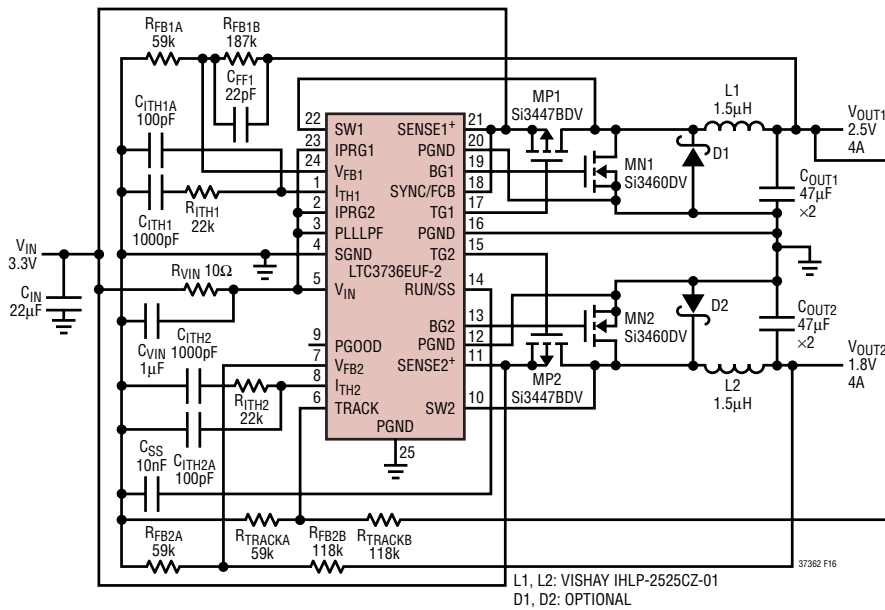 RFB1A
59k
RFB1B
187k
CFF1
22pF
CITH1A
100pF
CITH1
1000pF
RITH1
22k
VIN
3.3V
CIN
22µF
RVIN 10Ω
CVIN
1µF
CITH2
1000pF
RITH2
22k
CITH2A
100pF
CSS
10nF
RFB2A
59k
RTRACKA
59k
RFB2B
118k
RTRACKB
118k
22 SW1
23 IPRG1
24 VFB1
1 ITH1
2 IPRG2
3 PLLLPF
4 SGND
5 VIN
9 PGOOD
7 VFB2
8 ITH2
6 TRACK
LTC3736EUF-2
SENSE1+ 21
PGND 20
BG1 19
SYNC/FCB 18
TG1 17
PGND 16
TG2 15
RUN/SS 14
BG2 13
PGND 12
SENSE2+ 11
SW2 10
PGND
25
MP1
Si3447BDV
MN1
Si3460DV
D1
L1
1.5µH
VOUT1
2.5V
4A
COUT1
47µF
×2
MN2
Si3460DV
D2
COUT2
47µF
×2
MP2
Si3447BDV
L2
1.5µH
VOUT2
1.8V
4A
37362 F16
L1, L2: VISHAY IHLP-2525CZ-01
D1, D2: OPTIONAL